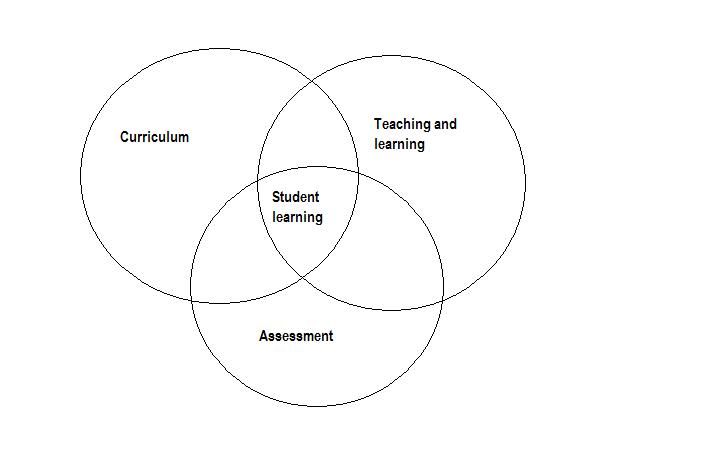 Curriculum
Teaching and
learning
Student
learning
Assessment